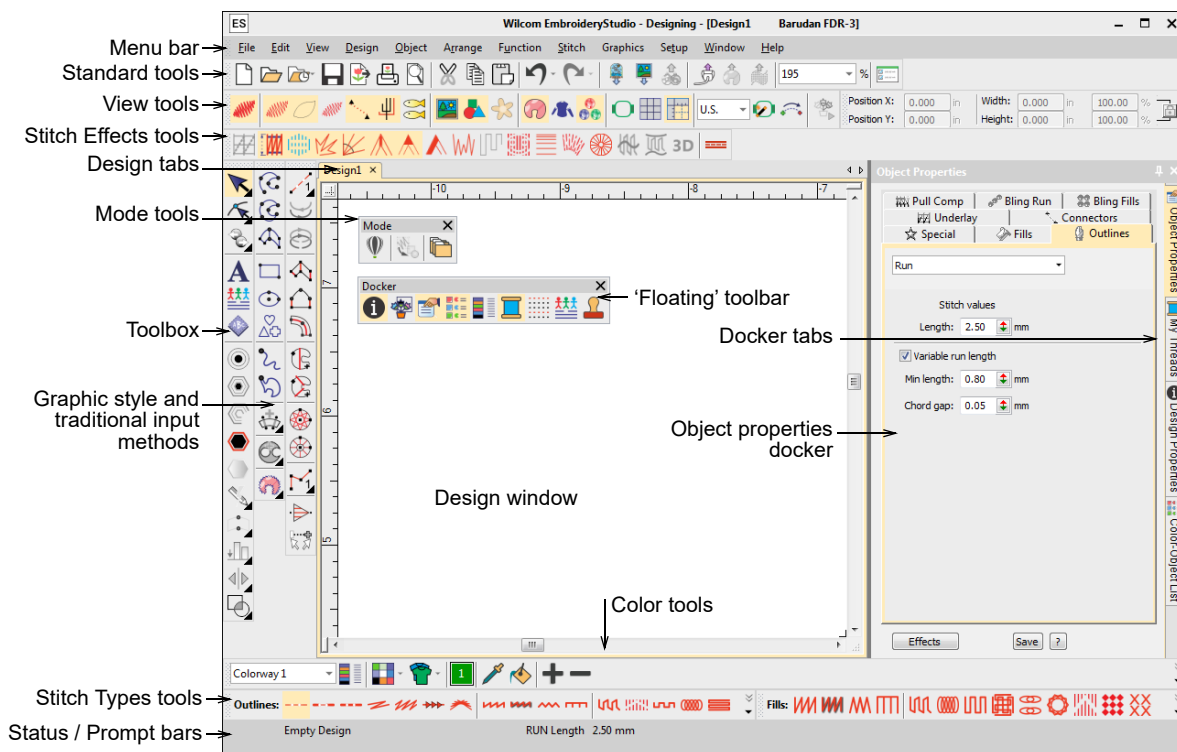 ES
Wilcom EmbroideryStudio - Designing - [Design1 Barudan FDR-3]
Menu bar
File Edit View Design Object Arrange Function Stitch Graphics Setup Window Help
Standard tools
195 %
View tools
U.S.
Position X: 0.000 in Width: 0.000 in 100.00 %
Position Y: 0.000 in Height: 0.000 in 100.00 %
Stitch Effects tools
3D
Design tabs
Design1
Object Properties
-10 -9 -8 -7
Pull Comp Bling Run Bling Fills
Underlay Connectors
Special Fills Outlines
Mode tools
Mode
Run
Docker
'Floating' toolbar
Stitch values
Length: 2.50 mm
Toolbox
Docker tabs
Variable run length
Min length: 0.80 mm
Chord gap: 0.05 mm
Graphic style and
traditional input
methods
Object properties
docker
Design window
7
6
5
A
ABC
1
1
Object Properties
My Threads
Design Properties
Color-Object List
Color tools
Effects Save ?
Colorway 1
1
Stitch Types tools
Outlines:
Fills:
Status / Prompt bars
Empty Design RUN Length 2.50 mm